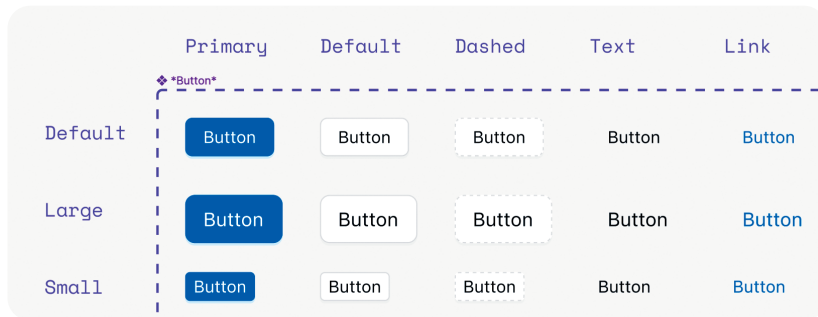 Primary Default Dashed Text Link
*Button*
Default Button Button Button Button Button
Large Button Button Button Button Button
Small Button Button Button Button Button